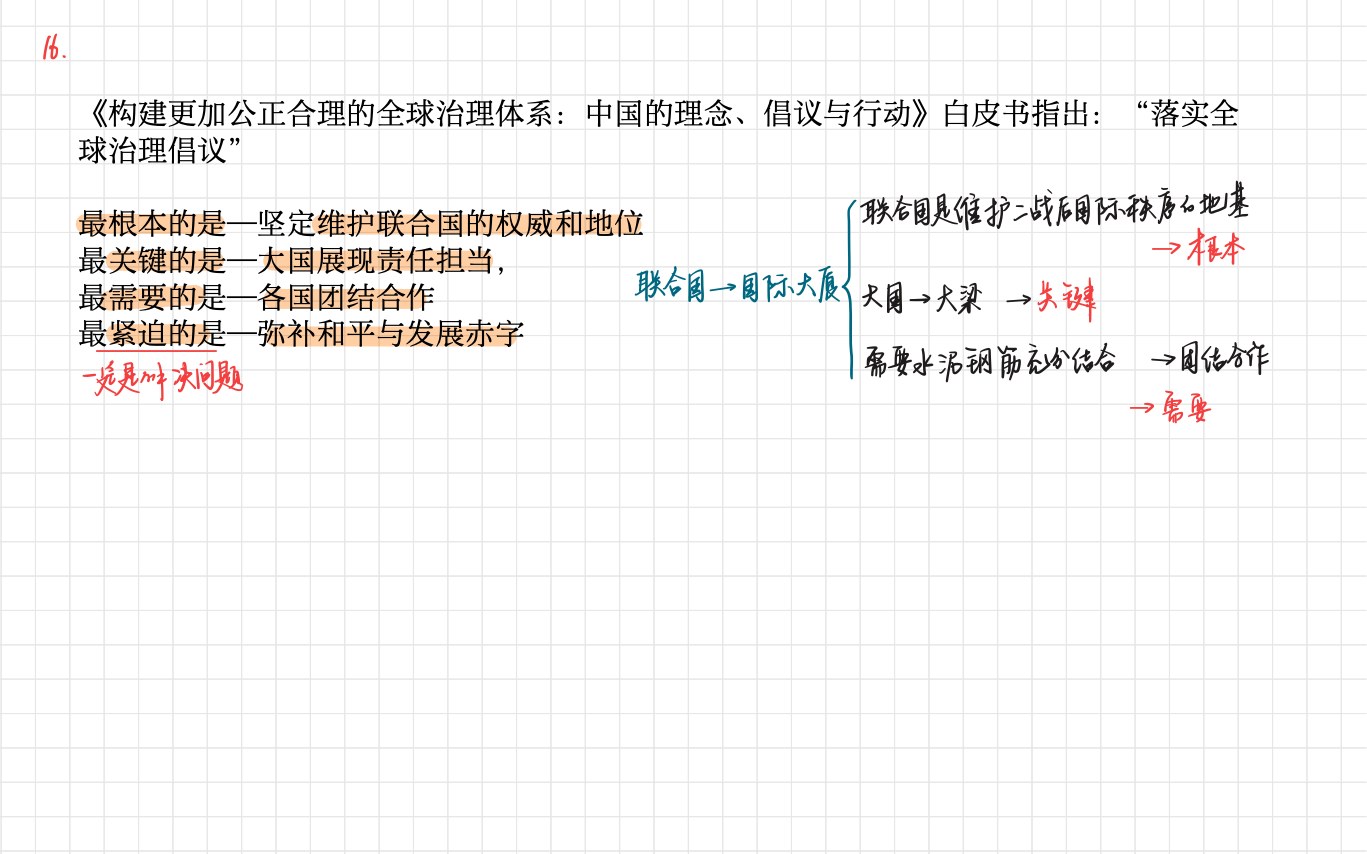 16.
《构建更加公正合理的全球治理体系：中国的理念、倡议与行动》白皮书指出：“落实全
球治理倡议”
最根本的是—坚定维护联合国的权威和地位
最关键的是—大国展现责任担当，
最需要的是—各国团结合作
最紧迫的是—弥补和平与发展赤字
一定是解决问题
联合国→国际大厦
联合国是维护二战后国际秩序的地基
→根本
大国→大梁 →关键
需要水泥钢筋充分结合 →团结合作
→需要